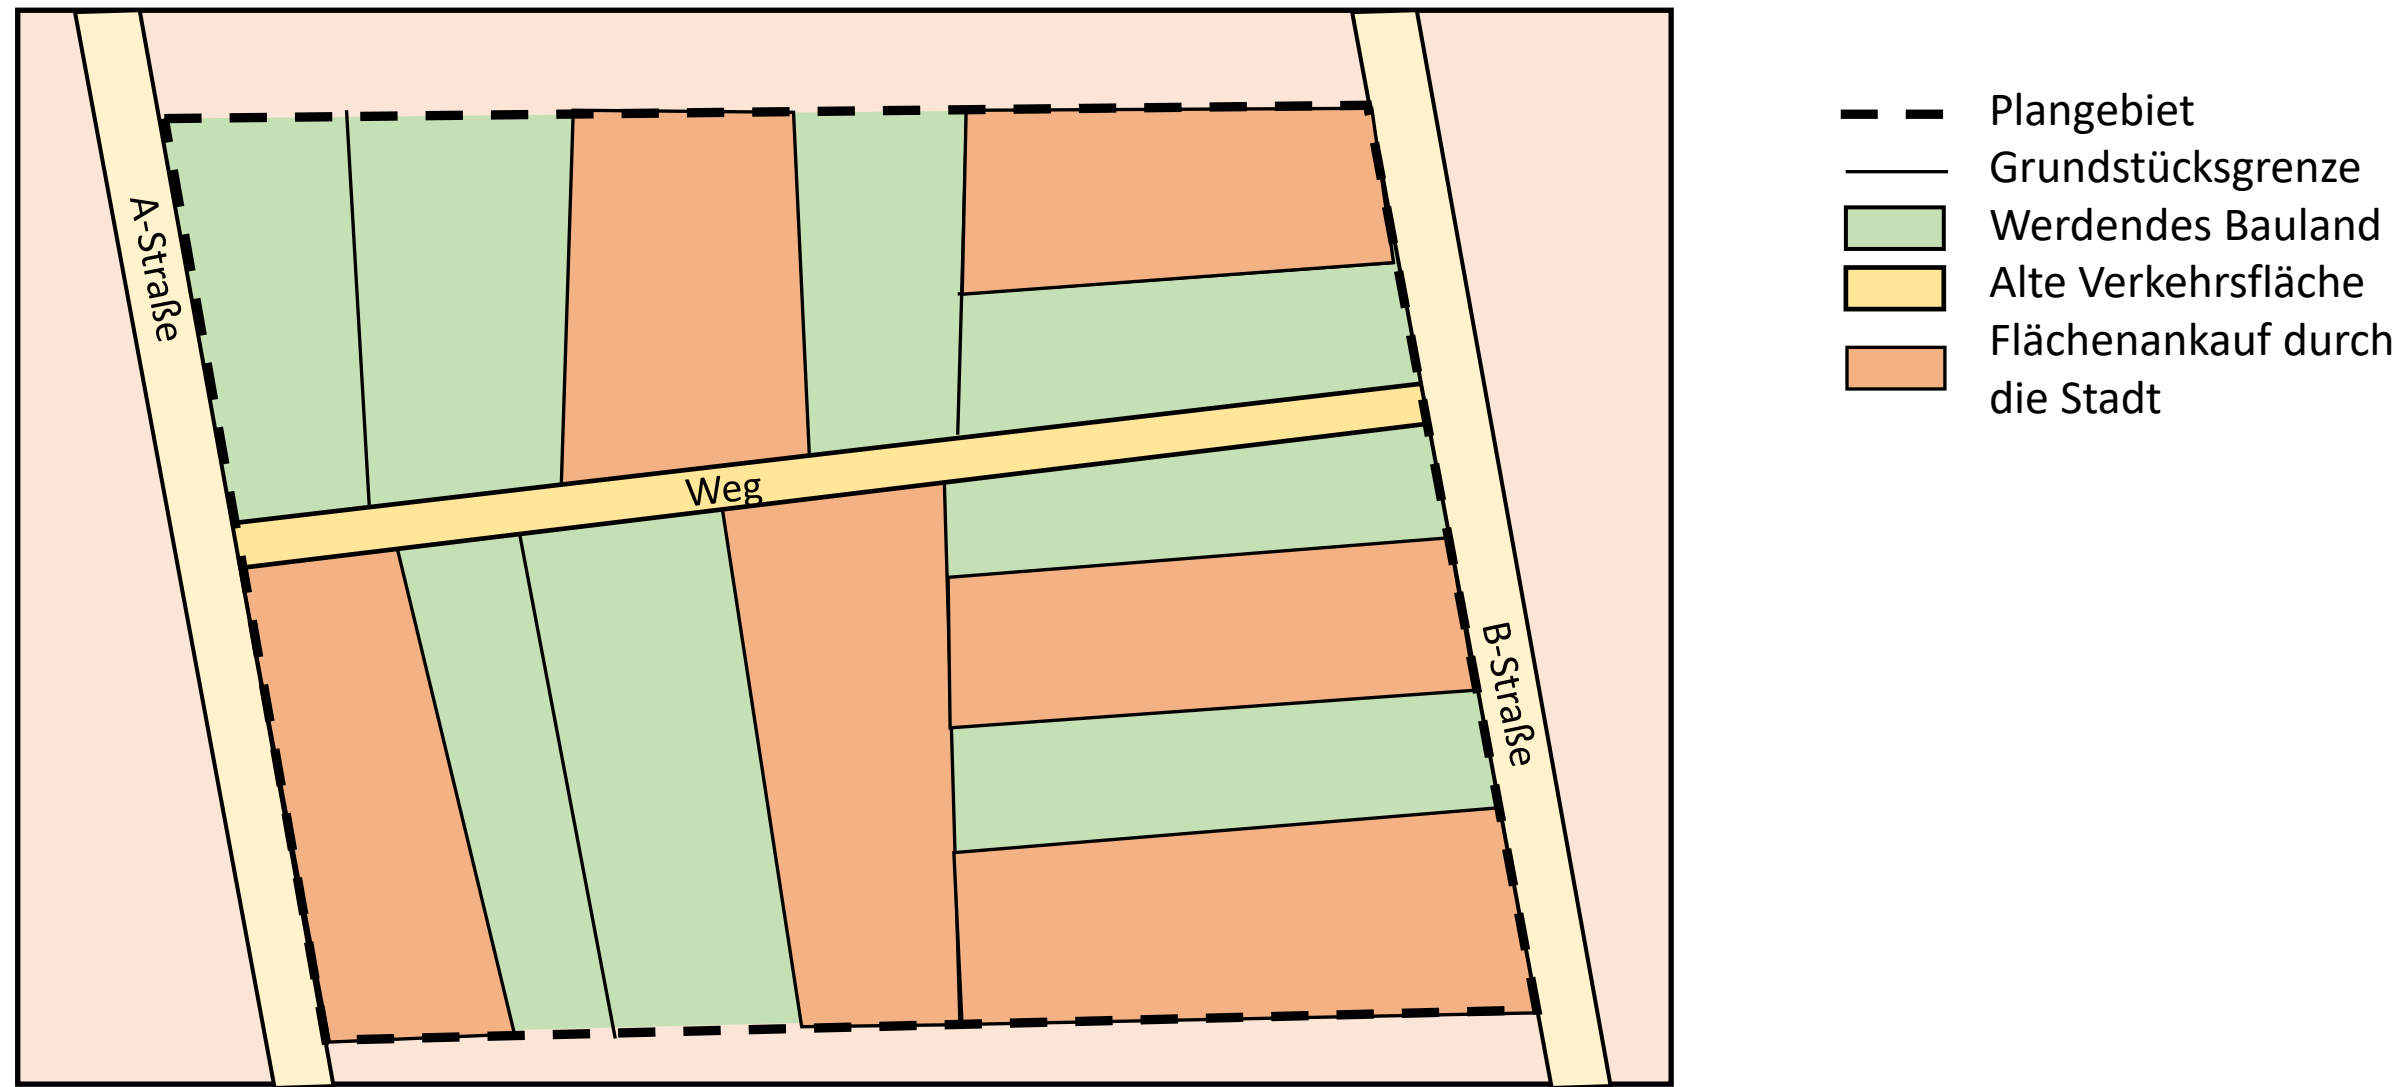 A-Straße
Weg
B-Straße
Plangebiet
Grundstücksgrenze
Werdendes Bauland
Alte Verkehrsfläche
Flächenankauf durch
die Stadt